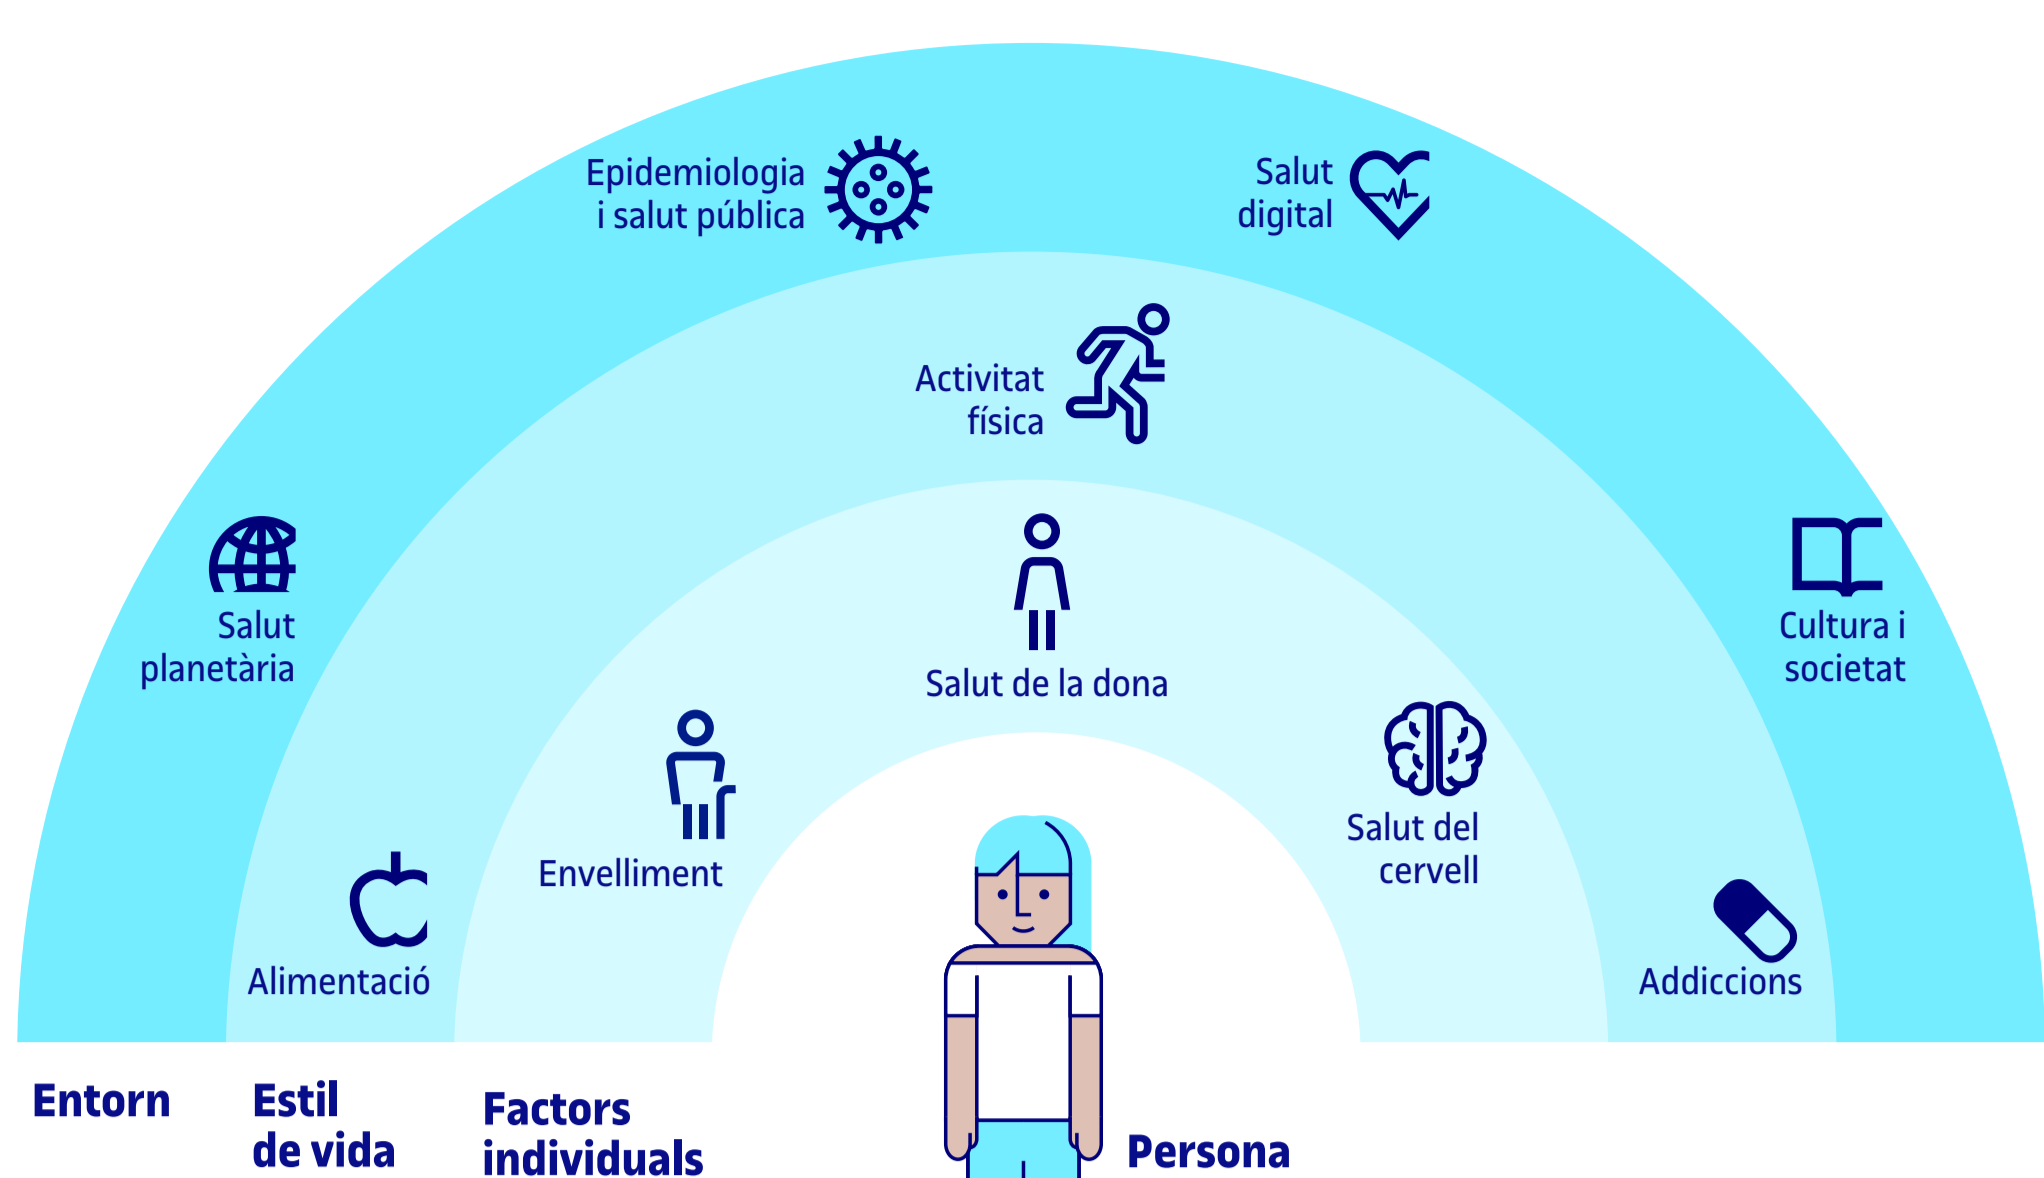 Epidemiologia
i salut pública
Salut
digital
Activitat
física
Salut
planetària
Salut de la dona
Cultura i
societat
Envelliment
Salut del
cervell
Alimentació
Addiccions
Entorn
Estil
de vida
Factors
individuals
Persona